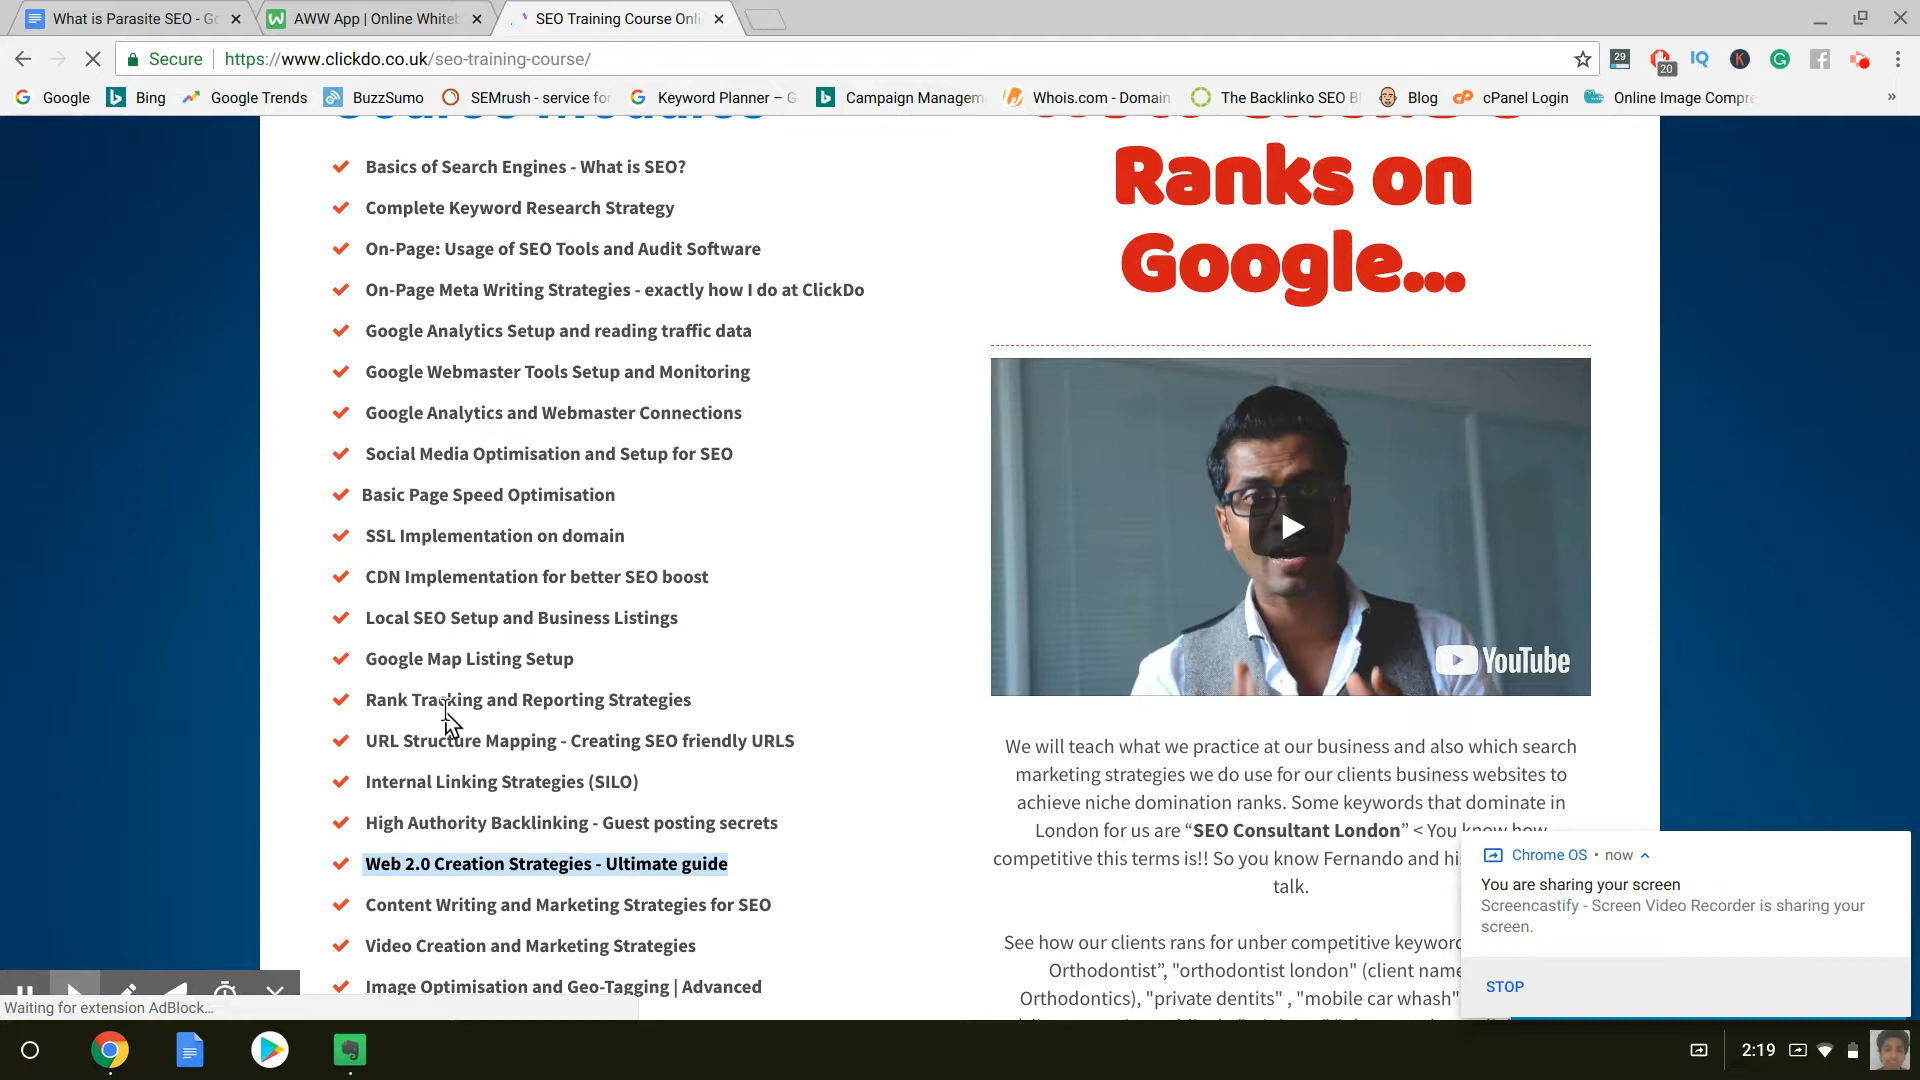 What is Parasite SEO - Go
AWW App | Online Whiteb
SEO Training Course Onli
Secure
https://www.clickdo.co.uk/seo-training-course/
29
20
IQ
K
G
Google
Bing
Google Trends
BuzzSumo
SEMrush - service for
Keyword Planner – G
Campaign Managem
Whois.com - Domain
The Backlinko SEO B
Blog
cPanel Login
Online Image Compre
»
Course Modules
Basics of Search Engines - What is SEO?
Complete Keyword Research Strategy
On-Page: Usage of SEO Tools and Audit Software
On-Page Meta Writing Strategies - exactly how I do at ClickDo
Google Analytics Setup and reading traffic data
Google Webmaster Tools Setup and Monitoring
Google Analytics and Webmaster Connections
Social Media Optimisation and Setup for SEO
Basic Page Speed Optimisation
SSL Implementation on domain
CDN Implementation for better SEO boost
Local SEO Setup and Business Listings
Google Map Listing Setup
Rank Tracking and Reporting Strategies
URL Structure Mapping - Creating SEO friendly URLS
Internal Linking Strategies (SILO)
High Authority Backlinking - Guest posting secrets
Web 2.0 Creation Strategies - Ultimate guide
Content Writing and Marketing Strategies for SEO
Video Creation and Marketing Strategies
Image Optimisation and Geo-Tagging | Advanced
Ranks on
Google...
YouTube
We will teach what we practice at our business and also which search
marketing strategies we do use for our clients business websites to
achieve niche domination ranks. Some keywords that dominate in
London for us are “SEO Consultant London” < You know how
competitive this terms is!! So you know Fernando and hi
talk.
See how our clients rans for unber competitive keyword
Orthodontist”, "orthodontist london" (client name
Orthodontics), "private dentits" , "mobile car whash"
Chrome OS • now
You are sharing your screen
Screencastify - Screen Video Recorder is sharing your
screen.
STOP
Waiting for extension AdBlock...
2:19